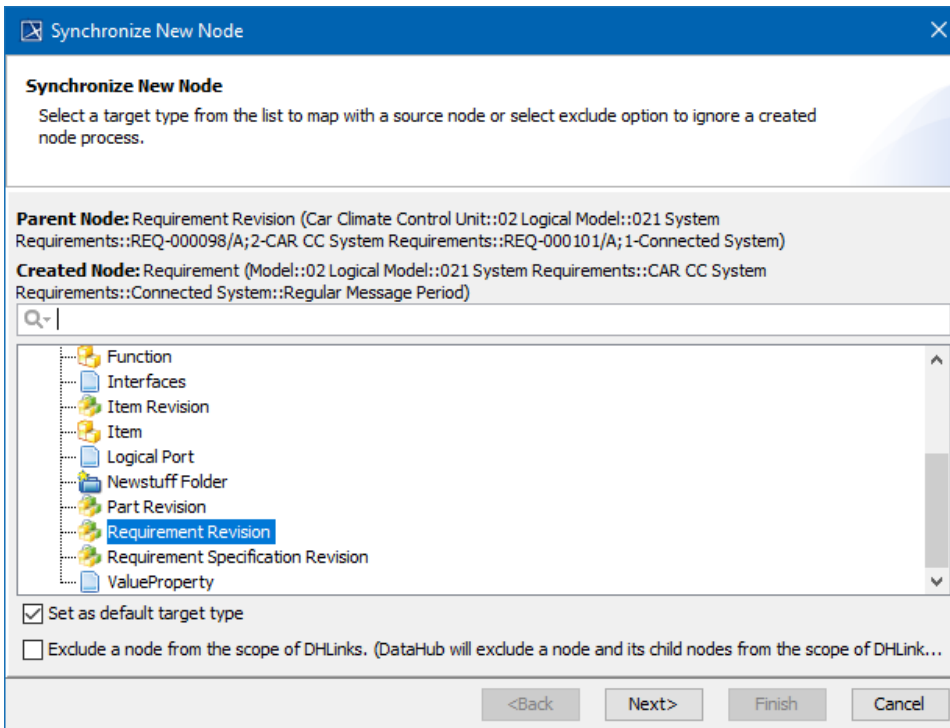 Synchronize New Node
Synchronize New Node
Select a target type from the list to map with a source node or select exclude option to ignore a created
node process.
Parent Node: Requirement Revision (Car Climate Control Unit::02 Logical Model::021 System
Requirements::REQ-000098/A;2-CAR CC System Requirements::REQ-000101/A;1-Connected System)
Created Node: Requirement (Model::02 Logical Model::021 System Requirements::CAR CC System
Requirements::Connected System::Regular Message Period)
Function
Interfaces
Item Revision
Item
Logical Port
Newstuff Folder
Part Revision
Requirement Revision
Requirement Specification Revision
ValueProperty
Set as default target type
Exclude a node from the scope of DHLinks. (DataHub will exclude a node and its child nodes from the scope of DHLink...
<Back Next> Finish Cancel